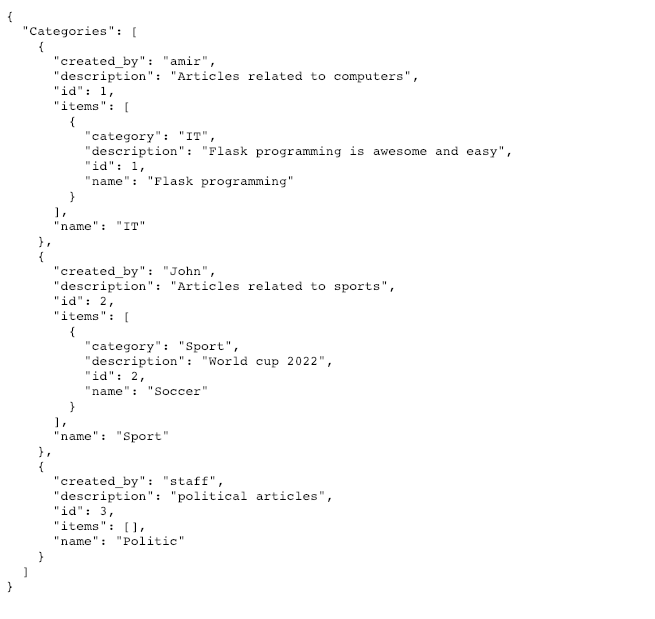 {
  "Categories": [
    {
      "created_by": "amir",
      "description": "Articles related to computers",
      "id": 1,
      "items": [
        {
          "category": "IT",
          "description": "Flask programming is awesome and easy",
          "id": 1,
          "name": "Flask programming"
        }
      ],
      "name": "IT"
    },
    {
      "created_by": "John",
      "description": "Articles related to sports",
      "id": 2,
      "items": [
        {
          "category": "Sport",
          "description": "World cup 2022",
          "id": 2,
          "name": "Soccer"
        }
      ],
      "name": "Sport"
    },
    {
      "created_by": "staff",
      "description": "political articles",
      "id": 3,
      "items": [],
      "name": "Politic"
    }
  ]
}